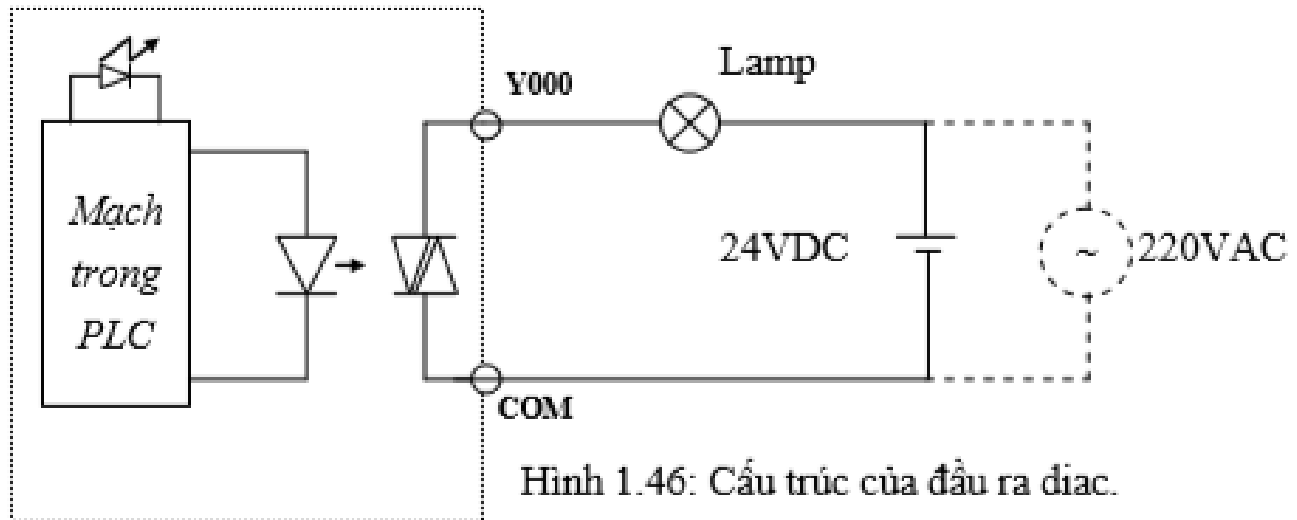 Y000
Lamp
Mạch
trong
PLC
24VDC
~
220VAC
COM
Hình 1.46: Cấu trúc của đầu ra diac.